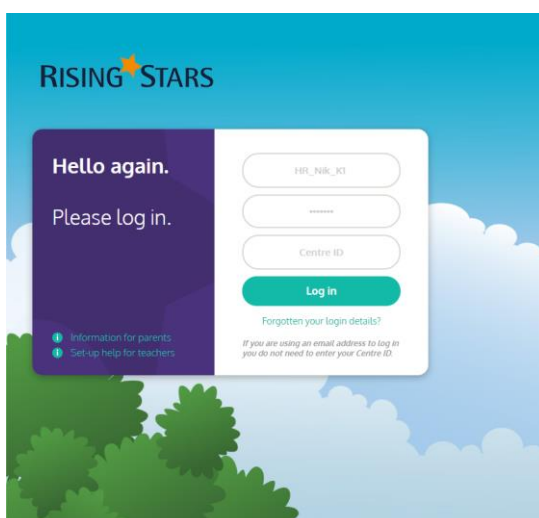 RISING STARS
Hello again.
Please log in.
Information for parents
Set-up help for teachers
HR_Nik_K1
•••••••
Centre ID
Log in
Forgotten your login details?
If you are using an email address to log in
you do not need to enter your Centre ID.